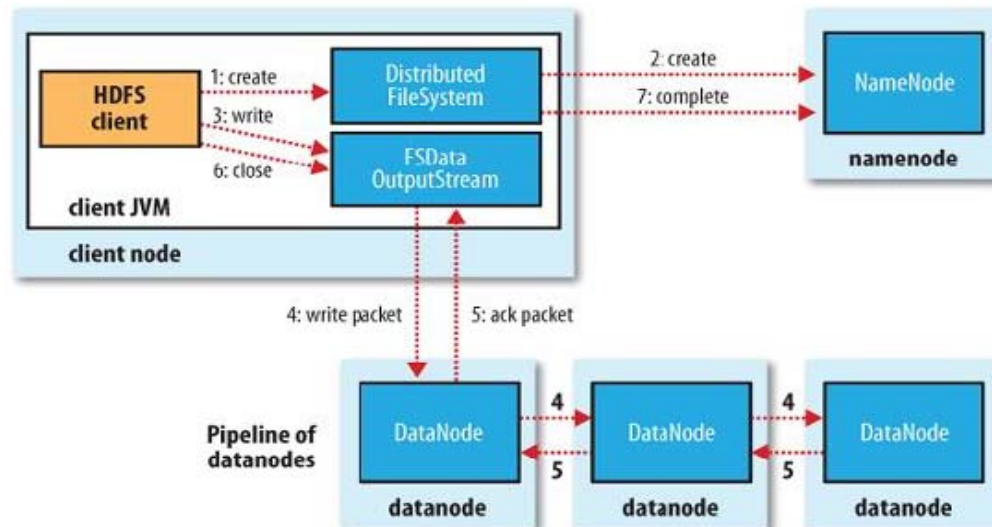 HDFS
client
1: create
3: write
6: close
Distributed
FileSystem
FSData
OutputStream
client JVM
client node
2: create
7: complete
NameNode
namenode
4: write packet
5: ack packet
Pipeline of
datanodes
DataNode
datanode
4
5
DataNode
datanode
4
5
DataNode
datanode